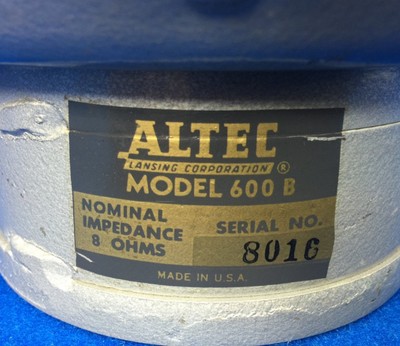 ALTEC
LANSING CORPORATION ®
MODEL 600 B
NOMINAL
IMPEDANCE
8 OHMS
SERIAL NO.
8016
MADE IN U.S.A.